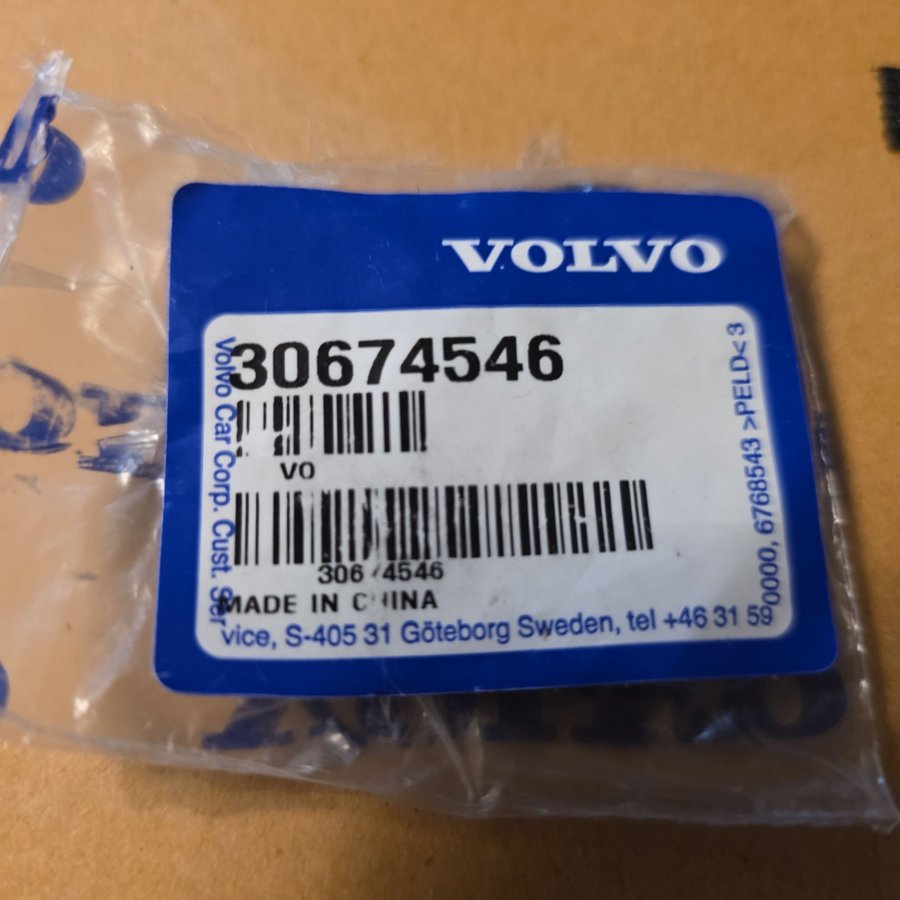 VOLVO
30674546
VO
306 4546
MADE IN C INA
Volvo Car Corp. Cust. Ser-
vice, S-405 31 Göteborg Sweden, tel +46 31 59
0000, 6768543 >PELD< 3